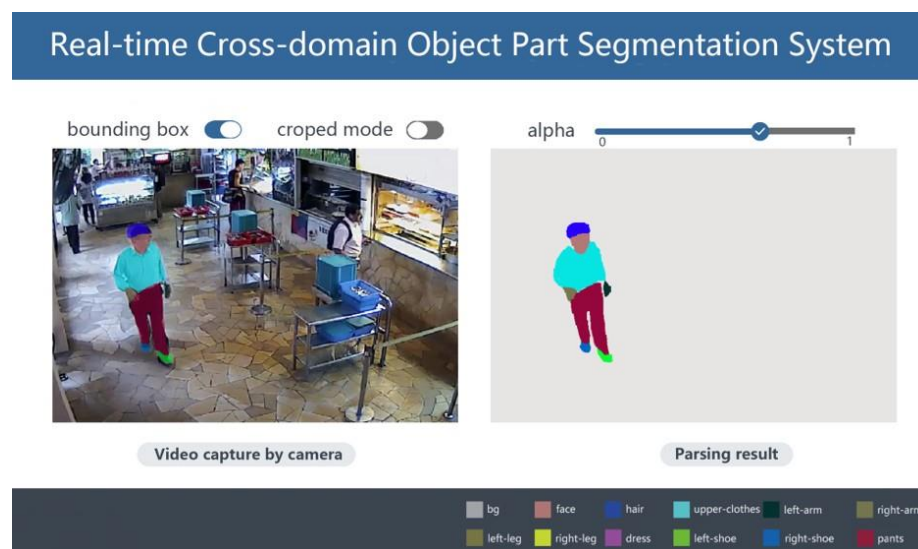 Real-time Cross-domain Object Part Segmentation System
bounding box croped mode alpha
0 1
Video capture by camera Parsing result
bg face hair upper-clothes left-arm right-arm
left-leg right-leg dress left-shoe right-shoe pants